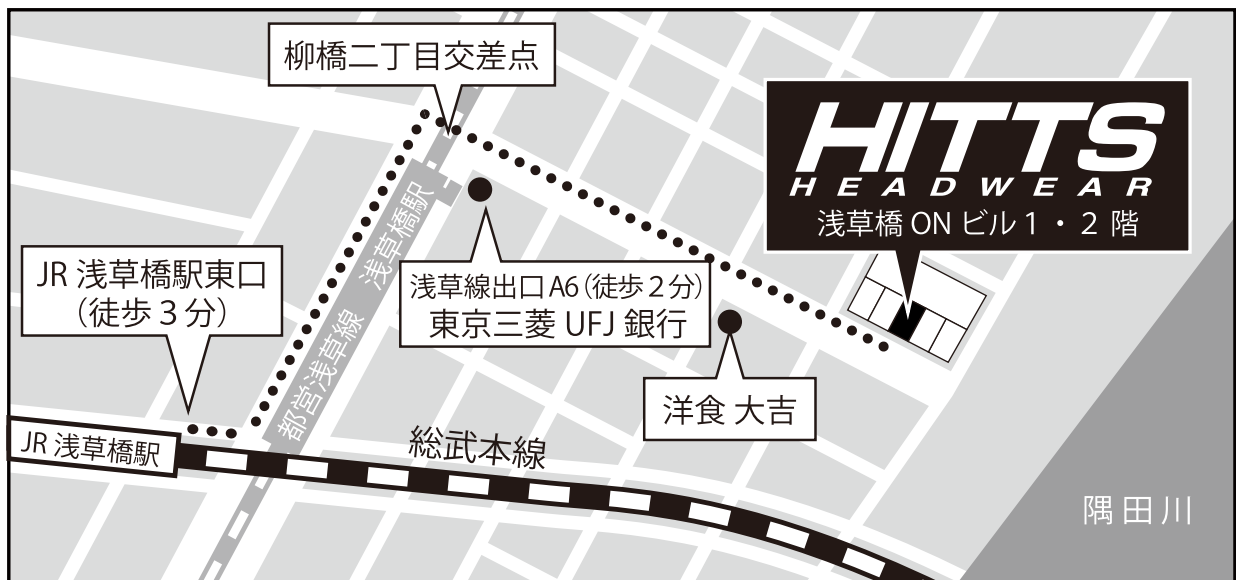 柳橋二丁目交差点
HITTS
HEADWEAR
浅草橋 ON ビル 1・2 階
JR 浅草橋駅東口
(徒歩 3 分)
都営浅草線 浅草橋駅
浅草線出口 A6 (徒歩 2 分)
東京三菱 UFJ 銀行
洋食 大吉
JR 浅草橋駅
総武本線
隅田川